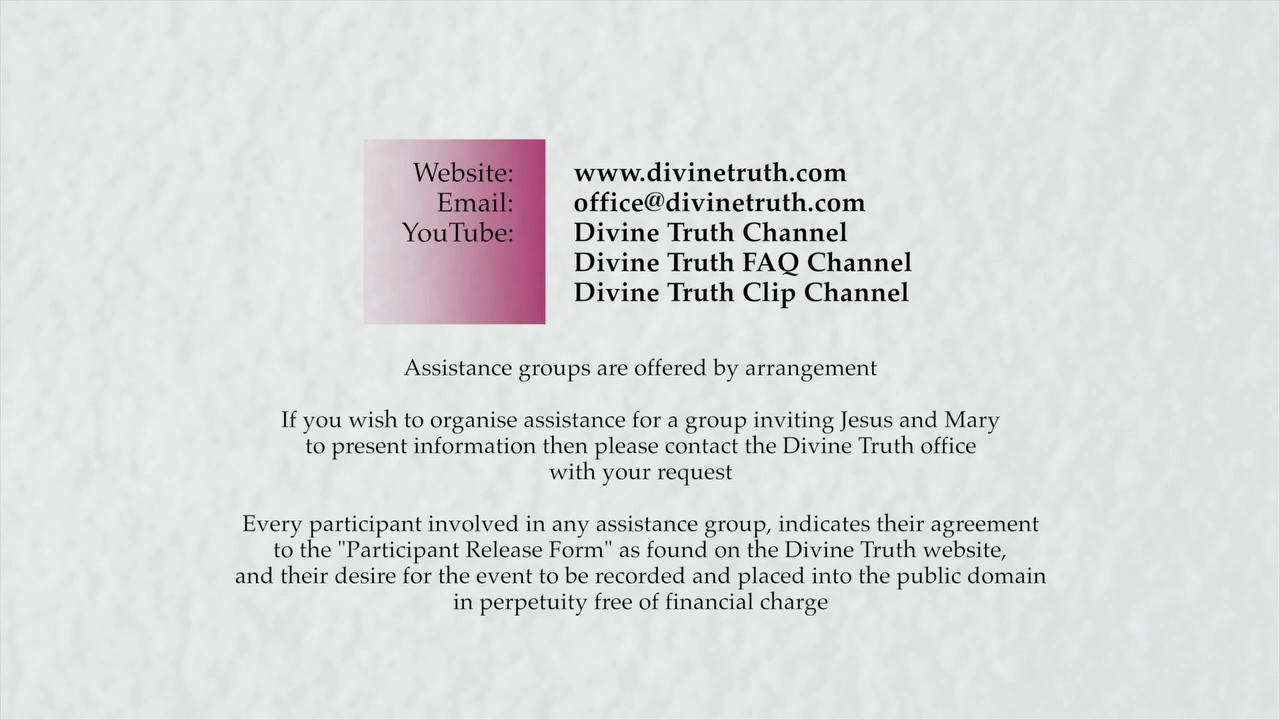 Website: www.divinetruth.com
Email: office@divinetruth.com
YouTube: Divine Truth Channel
Divine Truth FAQ Channel
Divine Truth Clip Channel
Assistance groups are offered by arrangement
If you wish to organise assistance for a group inviting Jesus and Mary
to present information then please contact the Divine Truth office
with your request
Every participant involved in any assistance group, indicates their agreement
to the "Participant Release Form" as found on the Divine Truth website,
and their desire for the event to be recorded and placed into the public domain
in perpetuity free of financial charge